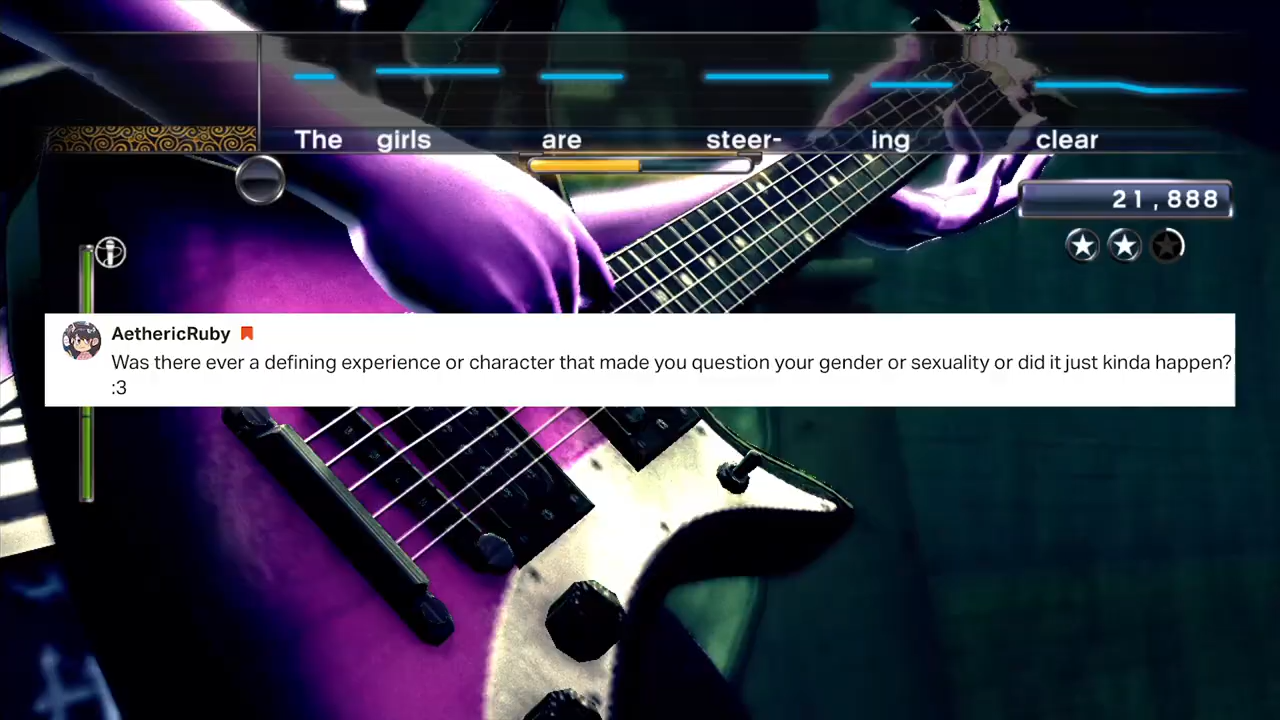 The girls are steer- ing clear
21,888
AethericRuby
Was there ever a defining experience or character that made you question your gender or sexuality or did it just kinda happen?
:3